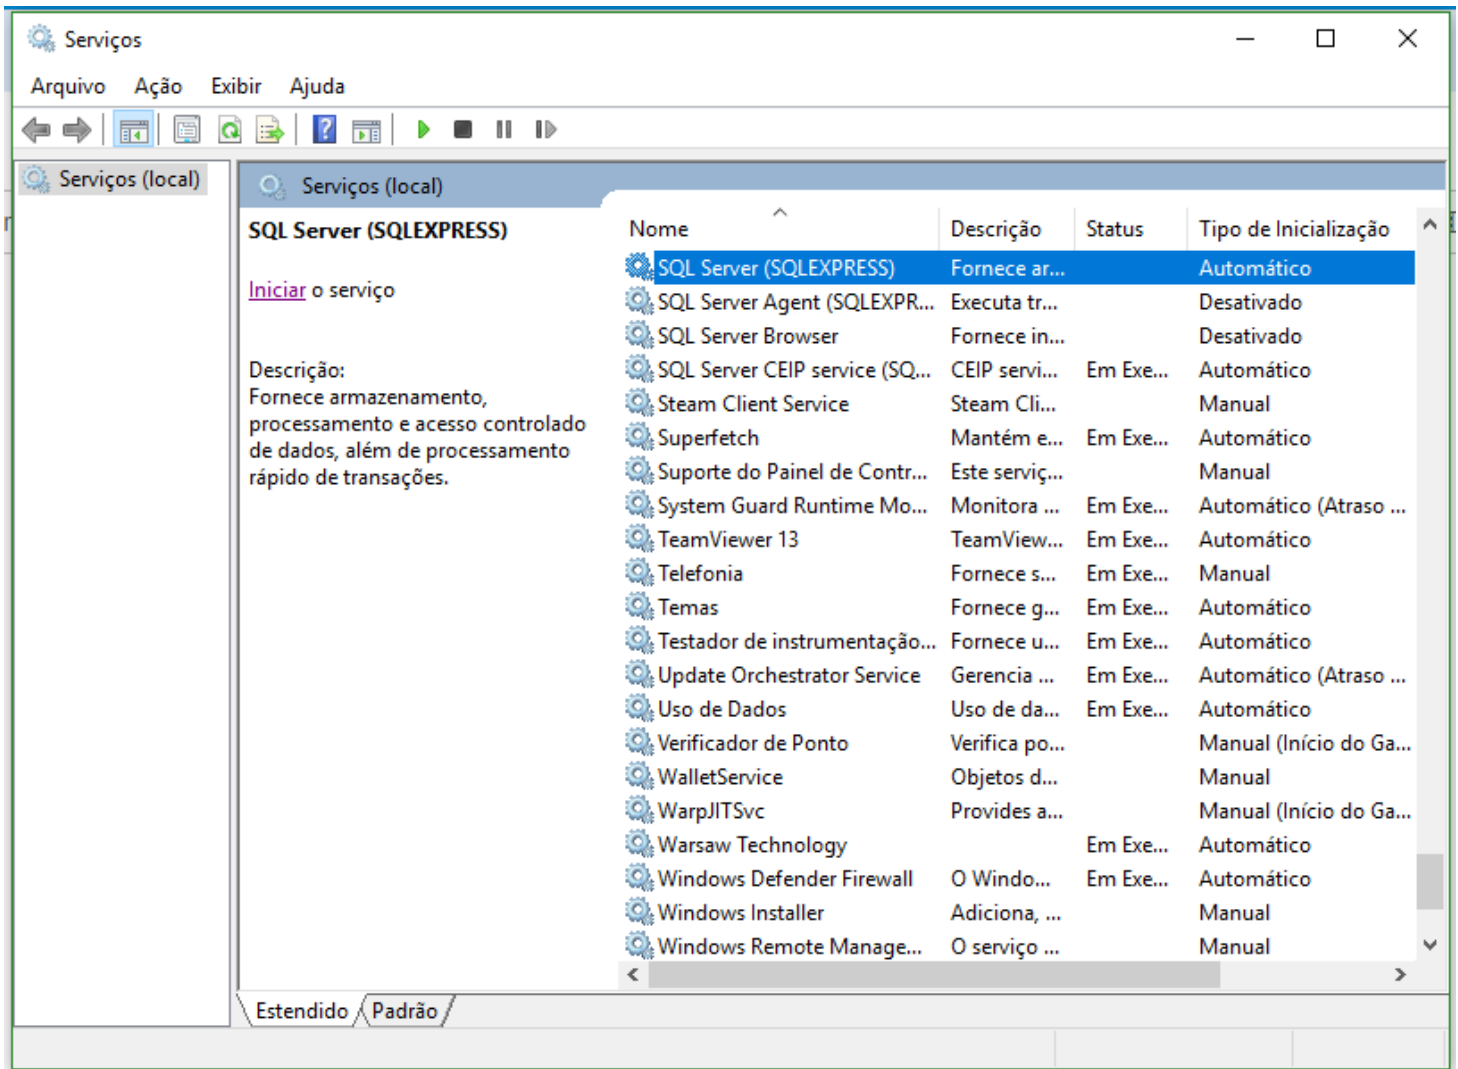 Serviços
Arquivo Ação Exibir Ajuda
Serviços (local)
Serviços (local)
SQL Server (SQLEXPRESS)
Iniciar o serviço
Descrição:
Fornece armazenamento,
processamento e acesso controlado
de dados, além de processamento
rápido de transações.
Nome Descrição Status Tipo de Inicialização
SQL Server (SQLEXPRESS) Fornece ar... Automático
SQL Server Agent (SQLEXPR... Executa tr... Desativado
SQL Server Browser Fornece in... Desativado
SQL Server CEIP service (SQ... CEIP servi... Em Exe... Automático
Steam Client Service Steam Cli... Manual
Superfetch Mantém e... Em Exe... Automático
Suporte do Painel de Contr... Este serviç... Manual
System Guard Runtime Mo... Monitora ... Em Exe... Automático (Atraso ...
TeamViewer 13 TeamView... Em Exe... Automático
Telefonia Fornece s... Em Exe... Manual
Temas Fornece g... Em Exe... Automático
Testador de instrumentação... Fornece u... Em Exe... Automático
Update Orchestrator Service Gerencia ... Em Exe... Automático (Atraso ...
Uso de Dados Uso de da... Em Exe... Automático
Verificador de Ponto Verifica po... Manual (Início do Ga...
WalletService Objetos d... Manual
WarpJITSvc Provides a... Manual (Início do Ga...
Warsaw Technology Em Exe... Automático
Windows Defender Firewall O Windo... Em Exe... Automático
Windows Installer Adiciona, ... Manual
Windows Remote Manage... O serviço ... Manual
Estendido Padrão